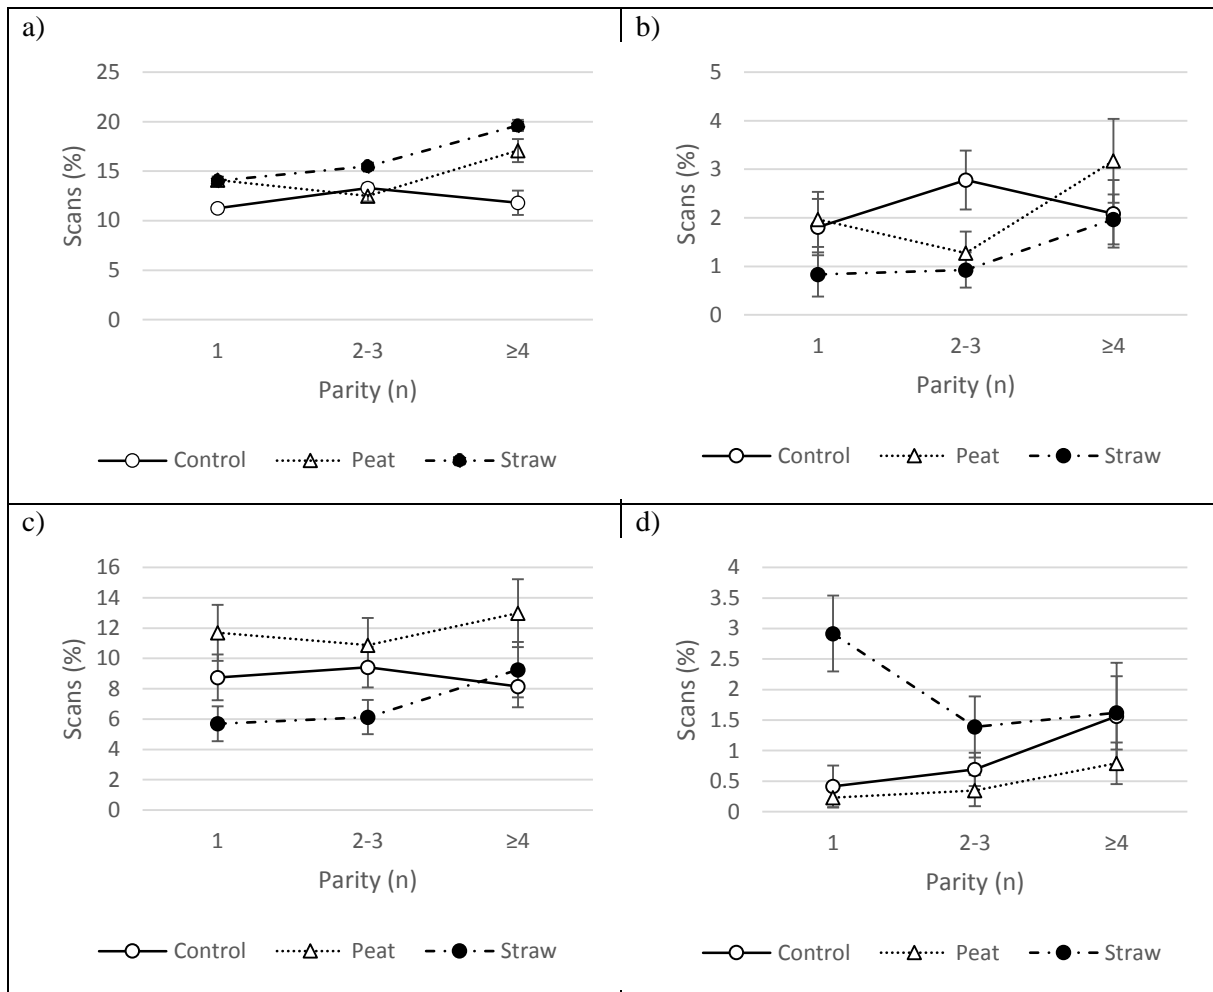 a)
25
20
15
10
5
0
Scans (%)
1 2-3 ≥4
Parity (n)
Control Peat Straw
b)
5
4
3
2
1
0
Scans (%)
1 2-3 ≥4
Parity (n)
Control Peat Straw
c)
16
14
12
10
8
6
4
2
0
Scans (%)
1 2-3 ≥4
Parity (n)
Control Peat Straw
d)
4
3.5
3
2.5
2
1.5
1
0.5
0
Scans (%)
1 2-3 ≥4
Parity (n)
Control Peat Straw